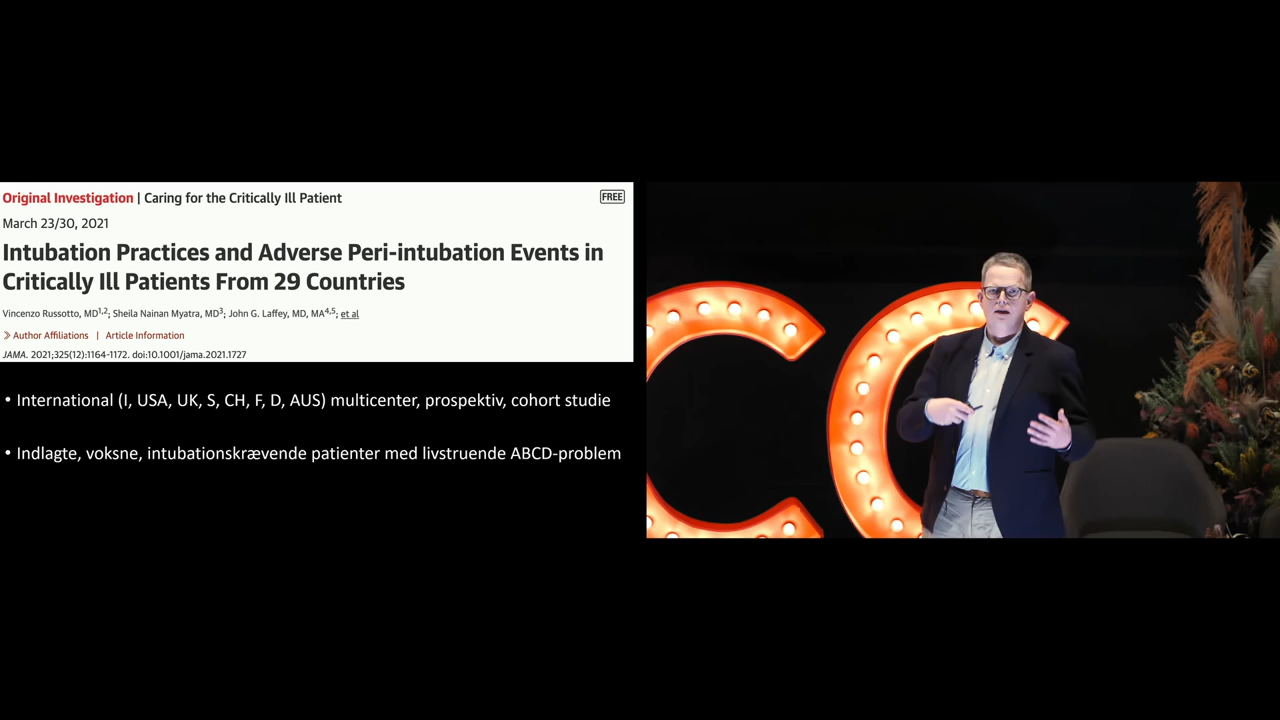 Original Investigation | Caring for the Critically Ill Patient
FREE
March 23/30, 2021
Intubation Practices and Adverse Peri-intubation Events in
Critically Ill Patients From 29 Countries
Vincenzo Russotto, MD1,2; Sheila Nainan Myatra, MD3; John G. Laffey, MD, MA4,5; et al
Author Affiliations | Article Information
JAMA. 2021;325(12):1164-1172. doi:10.1001/jama.2021.1727
• International (I, USA, UK, S, CH, F, D, AUS) multicenter, prospektiv, cohort studie
• Indlagte, voksne, intubationskrævende patienter med livstruende ABCD-problem
CC